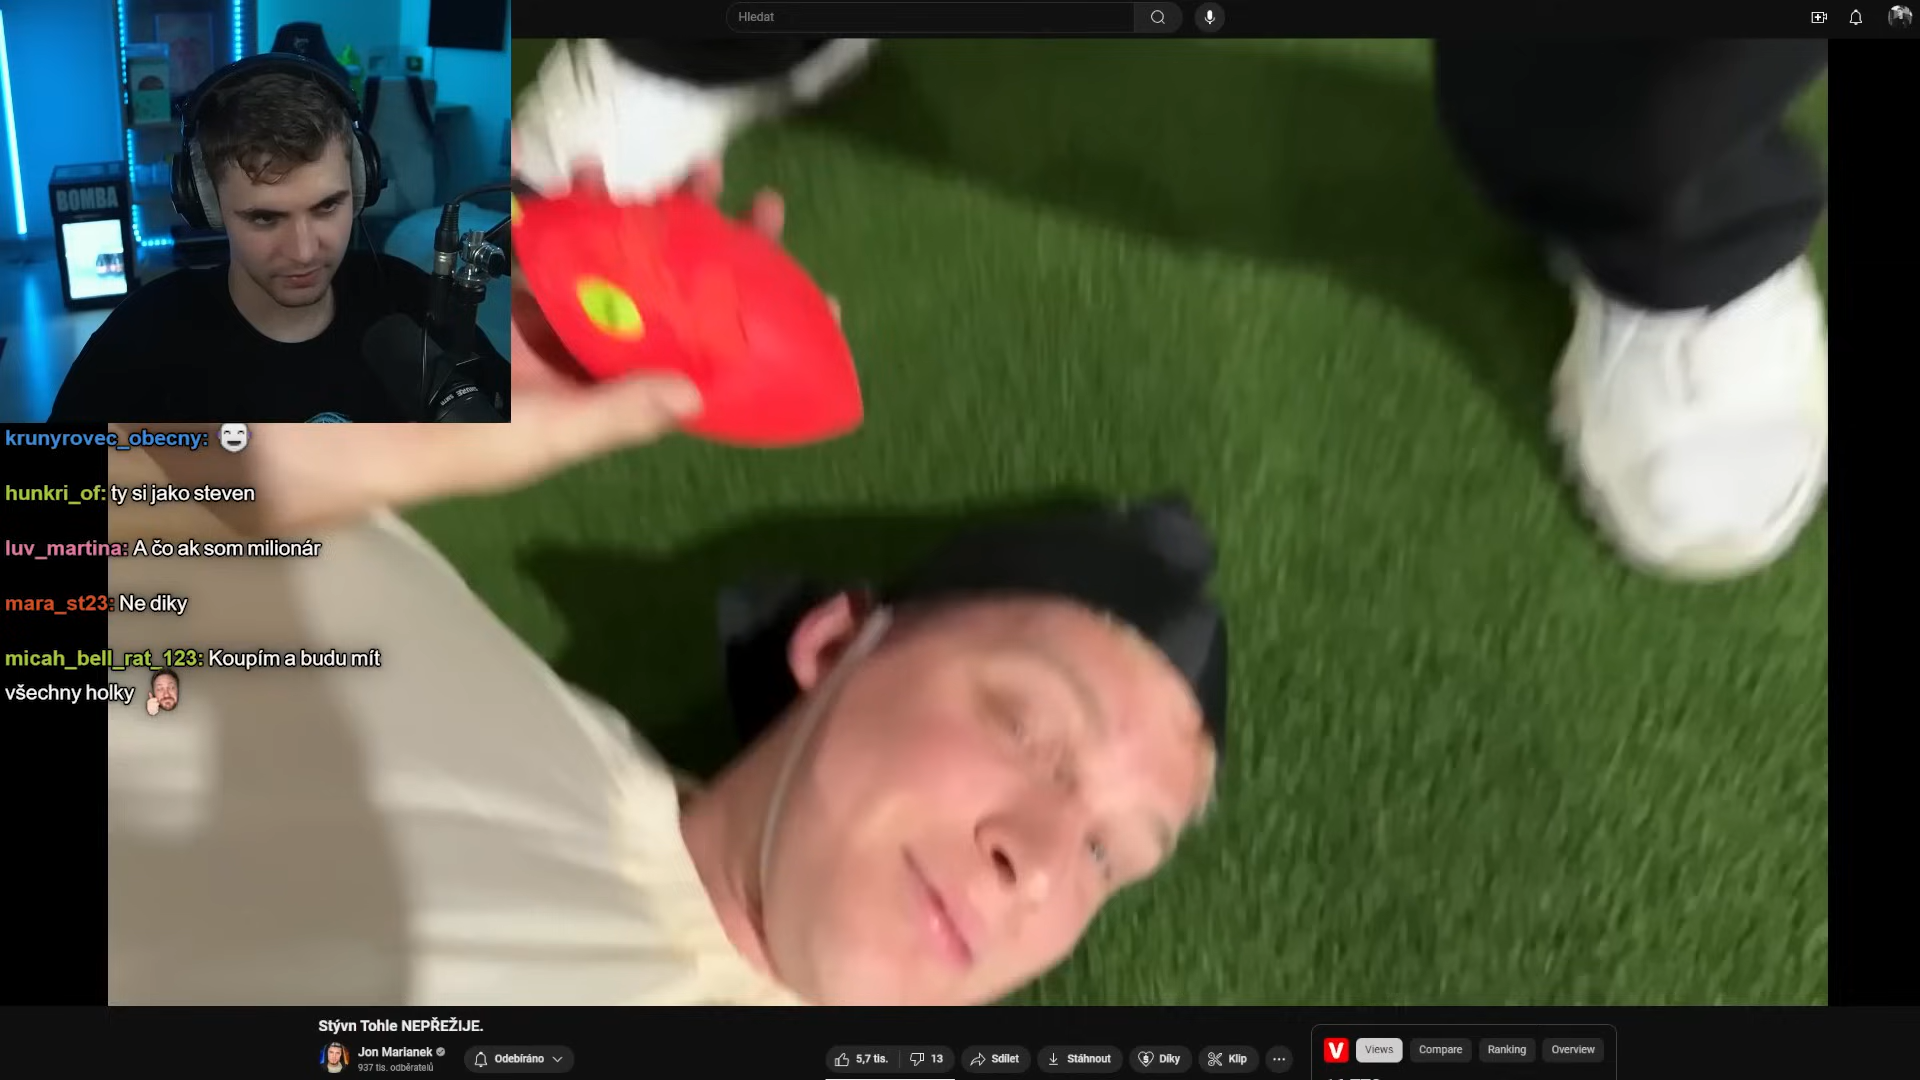 Hledat
BOMBA
krunyrovec_obecny:
hunkri_of: ty si jako steven
luv_martina: A čo ak som milionár
mara_st23: Ne diky
micah_bell_rat_123: Koupím a budu mít
všechny holky
Stývn Tohle NEPŘEŽIJE.
Jon Marianek
937 tis. odběratelů
Odebíráno
5,7 tis.
13
Sdílet
Stáhnout
Díky
Klip
Views
Compare
Ranking
Overview